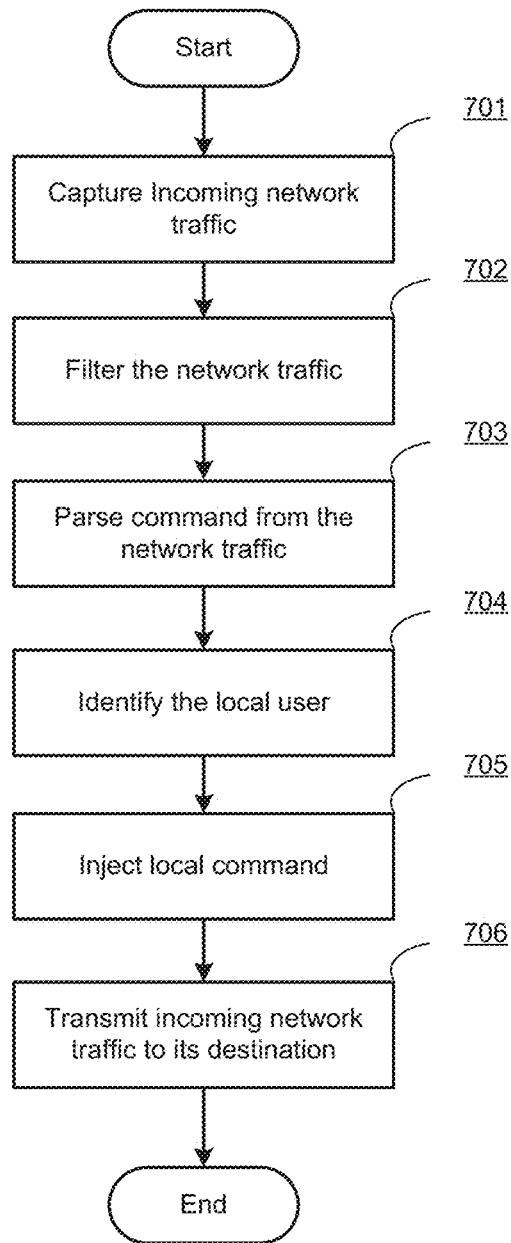 Start
701
Capture Incoming network
traffic
702
Filter the network traffic
703
Parse command from the
network traffic
704
Identify the local user
705
Inject local command
706
Transmit incoming network
traffic to its destination
End